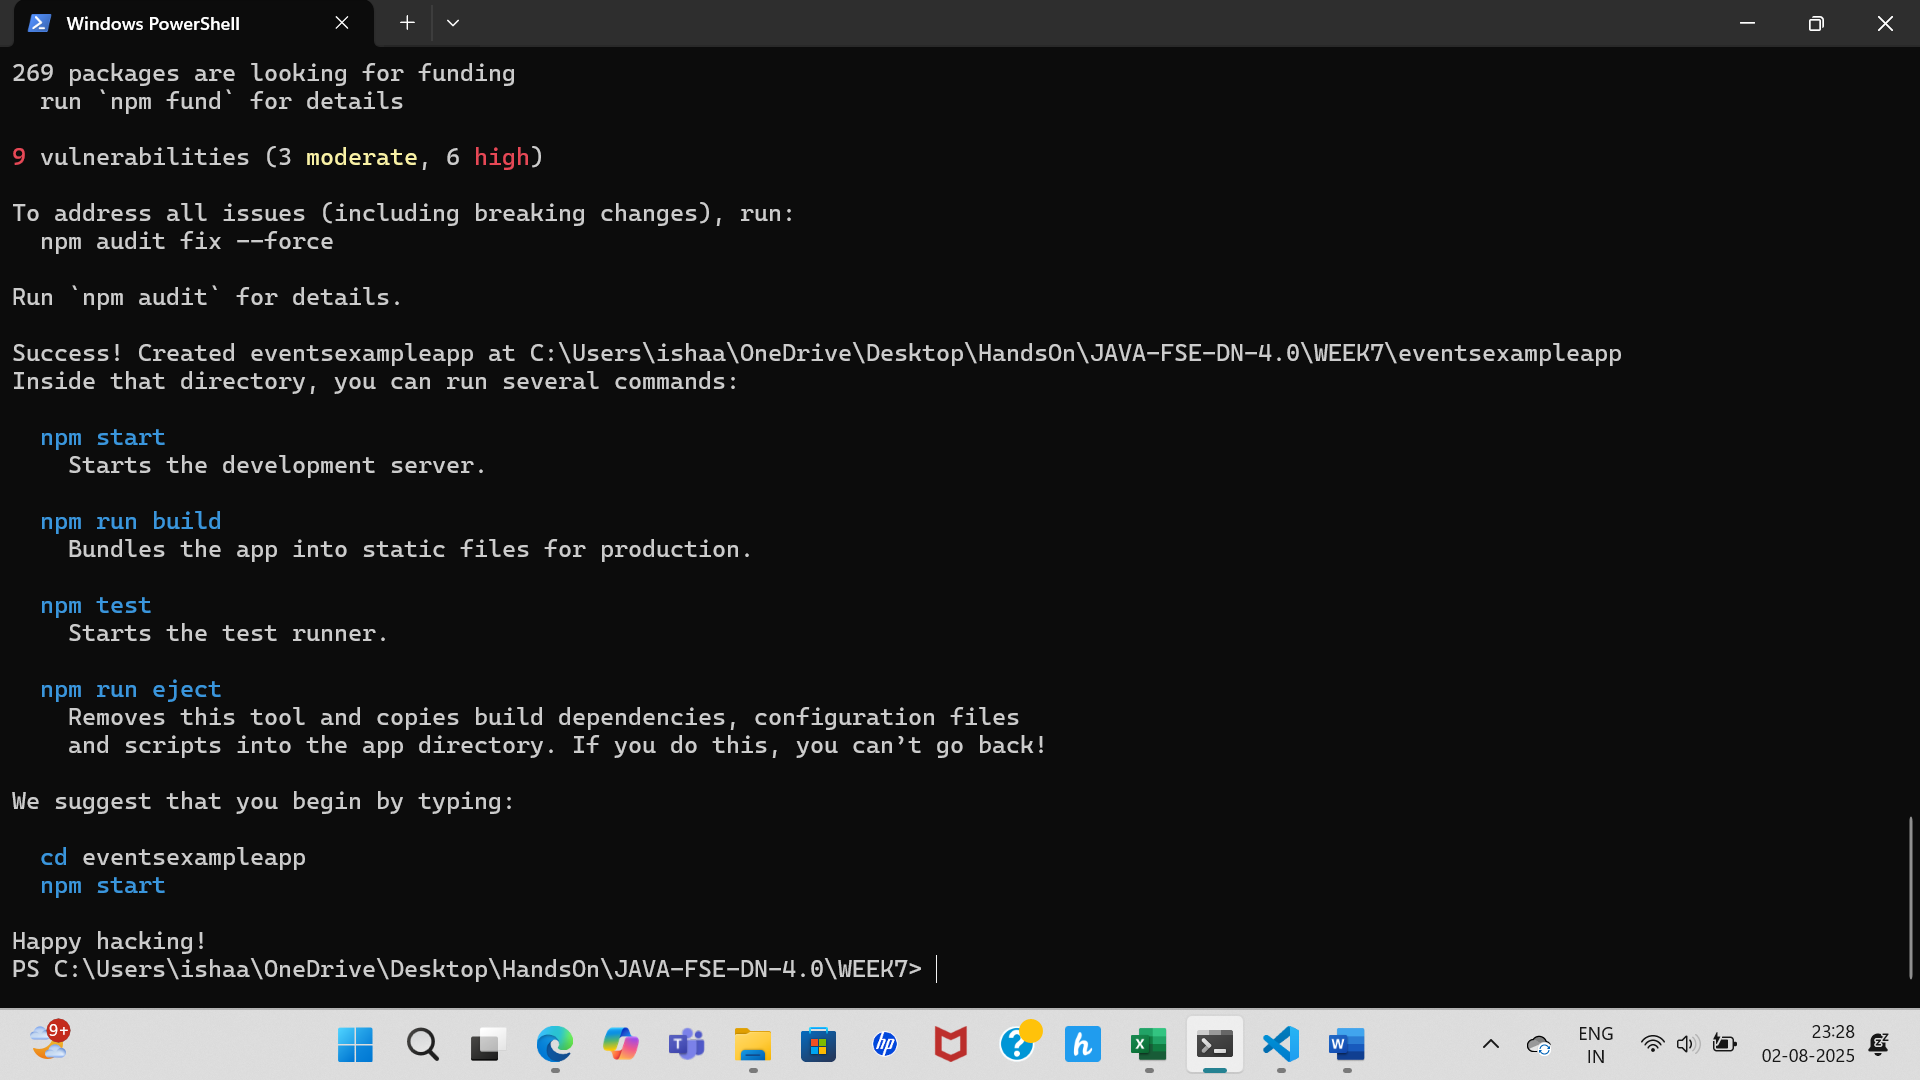 Windows PowerShell
269 packages are looking for funding
  run `npm fund` for details

9 vulnerabilities (3 moderate, 6 high)

To address all issues (including breaking changes), run:
  npm audit fix --force

Run `npm audit` for details.

Success! Created eventsexampleapp at C:\Users\ishaa\OneDrive\Desktop\HandsOn\JAVA-FSE-DN-4.0\WEEK7\eventsexampleapp
Inside that directory, you can run several commands:

  npm start
    Starts the development server.

  npm run build
    Bundles the app into static files for production.

  npm test
    Starts the test runner.

  npm run eject
    Removes this tool and copies build dependencies, configuration files
    and scripts into the app directory. If you do this, you can’t go back!

We suggest that you begin by typing:

  cd eventsexampleapp
  npm start

Happy hacking!
PS C:\Users\ishaa\OneDrive\Desktop\HandsOn\JAVA-FSE-DN-4.0\WEEK7>
9+
T
hp
?
h
X
W
ENG
IN
23:28
02-08-2025